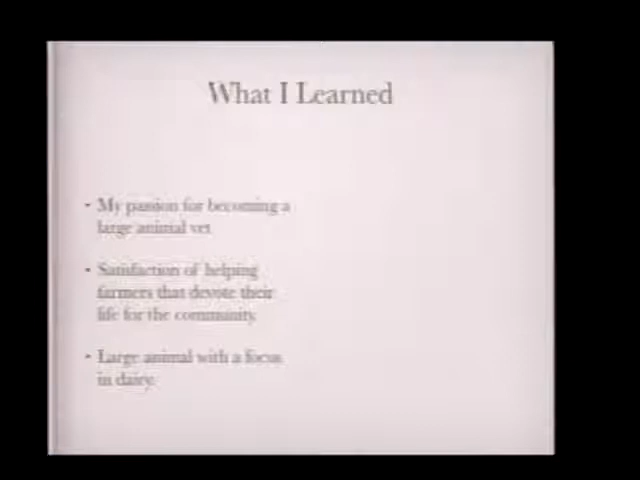 What I Learned
• My passion for becoming a
large animal vet
• Satisfaction of helping
farmers that devote their
life for the community.
• Large animal with a focus
in dairy.